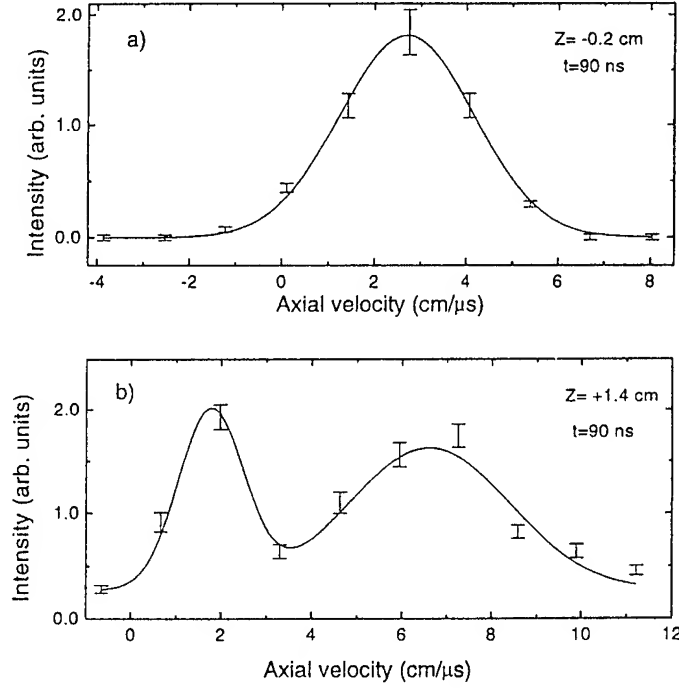 2.0
a)
Z= -0.2 cm
t=90 ns
1.0
0.0
Intensity (arb. units)
-4 -2 0 2 4 6 8
Axial velocity (cm/μs)
b)
Z= +1.4 cm
2.0
t=90 ns
1.0
0.0
Intensity (arb. units)
0 2 4 6 8 10 12
Axial velocity (cm/μs)